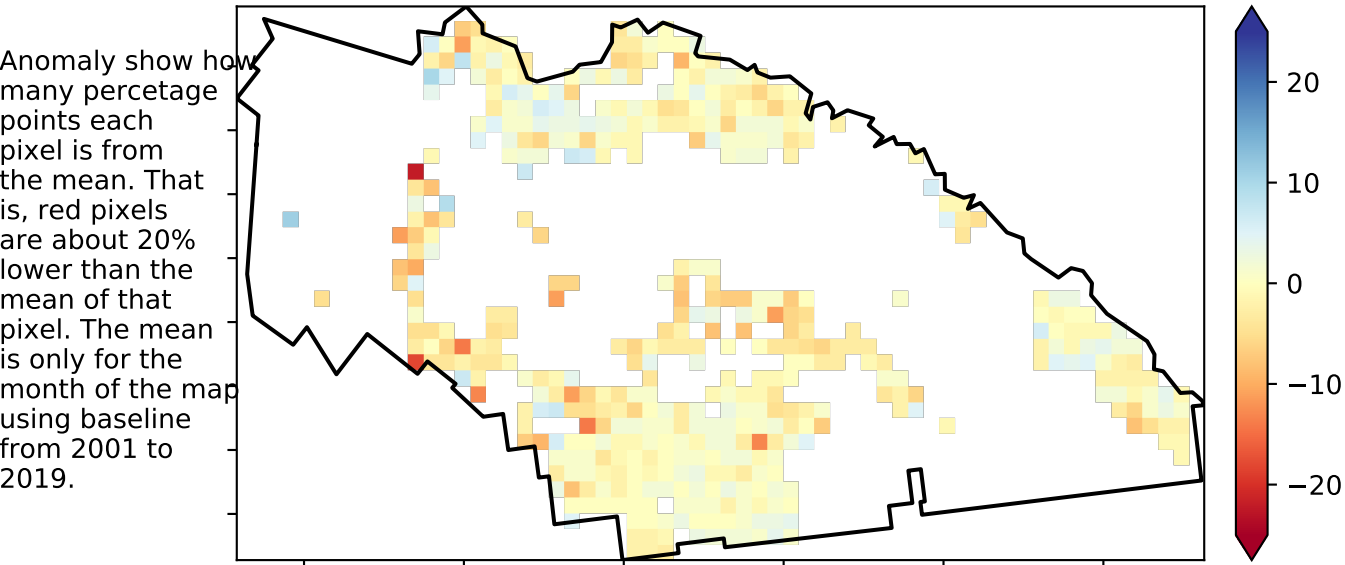 Anomaly show how
many percetage
points each
pixel is from
the mean. That
is, red pixels
are about 20%
lower than the
mean of that
pixel. The mean
is only for the
month of the map
using baseline
from 2001 to
2019.
20
10
0
−10
−20